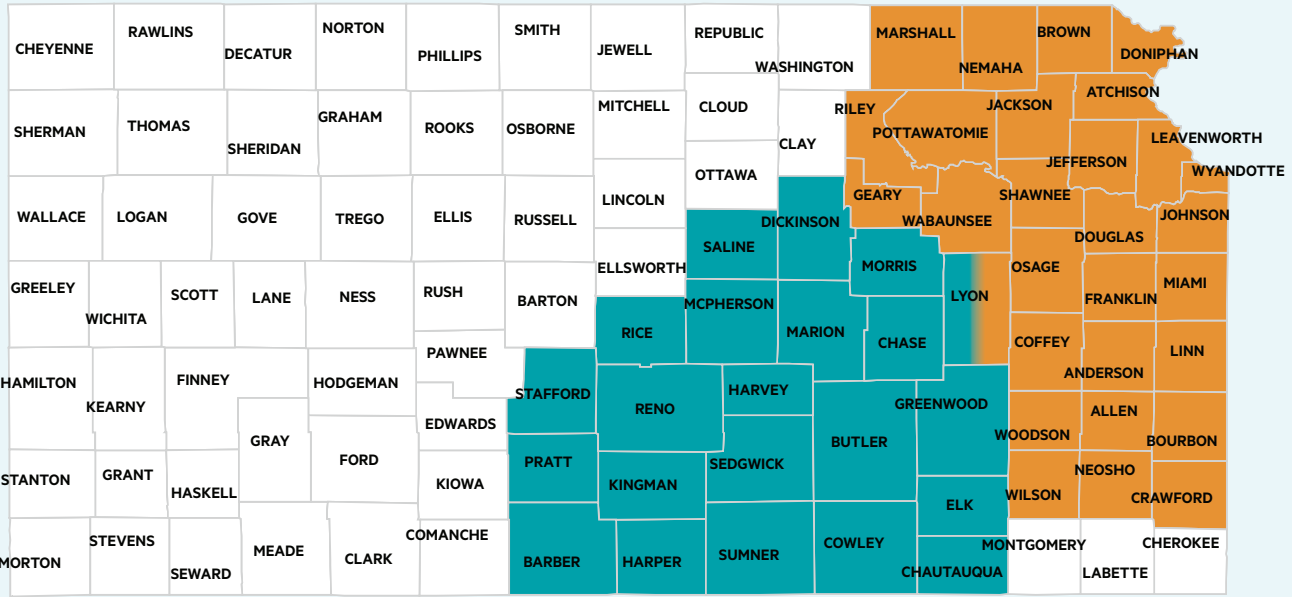 CHEYENNE
RAWLINS
DECATUR
NORTON
PHILLIPS
SMITH
JEWELL
REPUBLIC
WASHINGTON
MARSHALL
NEMAHA
BROWN
DONIPHAN
SHERMAN
THOMAS
SHERIDAN
GRAHAM
ROOKS
OSBORNE
MITCHELL
CLOUD
CLAY
RILEY
POTTAWATOMIE
JACKSON
ATCHISON
JEFFERSON
LEAVENWORTH
WYANDOTTE
OTTAWA
WALLACE
LOGAN
GOVE
TREGO
ELLIS
RUSSELL
LINCOLN
SALINE
DICKINSON
GEARY
WABAUNSEE
SHAWNEE
DOUGLAS
JOHNSON
GREELEY
WICHITA
SCOTT
LANE
NESS
RUSH
BARTON
ELLSWORTH
RICE
MCPHERSON
MARION
MORRIS
CHASE
LYON
OSAGE
FRANKLIN
MIAMI
HAMILTON
KEARNY
FINNEY
HODGEMAN
PAWNEE
STAFFORD
RENO
HARVEY
GREENWOOD
COFFEY
ANDERSON
LINN
GRAY
FORD
EDWARDS
PRATT
KINGMAN
SEDGWICK
BUTLER
WOODSON
ALLEN
BOURBON
STANTON
GRANT
HASKELL
KIOWA
ELK
WILSON
NEOSHO
CRAWFORD
MORTON
STEVENS
SEWARD
MEADE
CLARK
COMANCHE
BARBER
HARPER
SUMNER
COWLEY
CHAUTAUQUA
MONTGOMERY
LABETTE
CHEROKEE